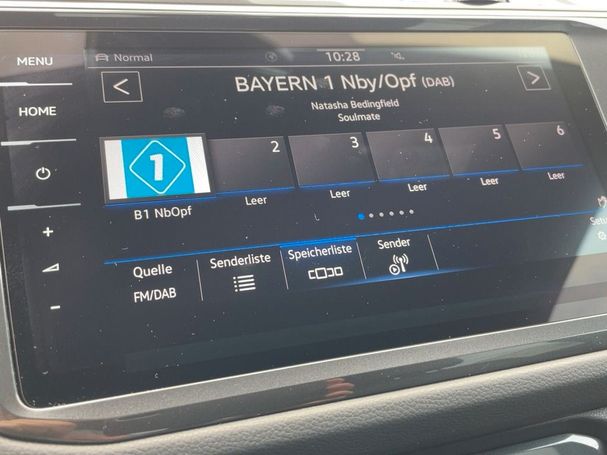 MENU
Normal
10:28
HOME
<
BAYERN 1 Nby/Opf (DAB)
>
Natasha Bedingfield
Soulmate
1
2
3
4
5
6
B1 NbOpf
Leer
Leer
Leer
Leer
Leer
+
-
Quelle
FM/DAB
Senderliste
Speicherliste
Sender